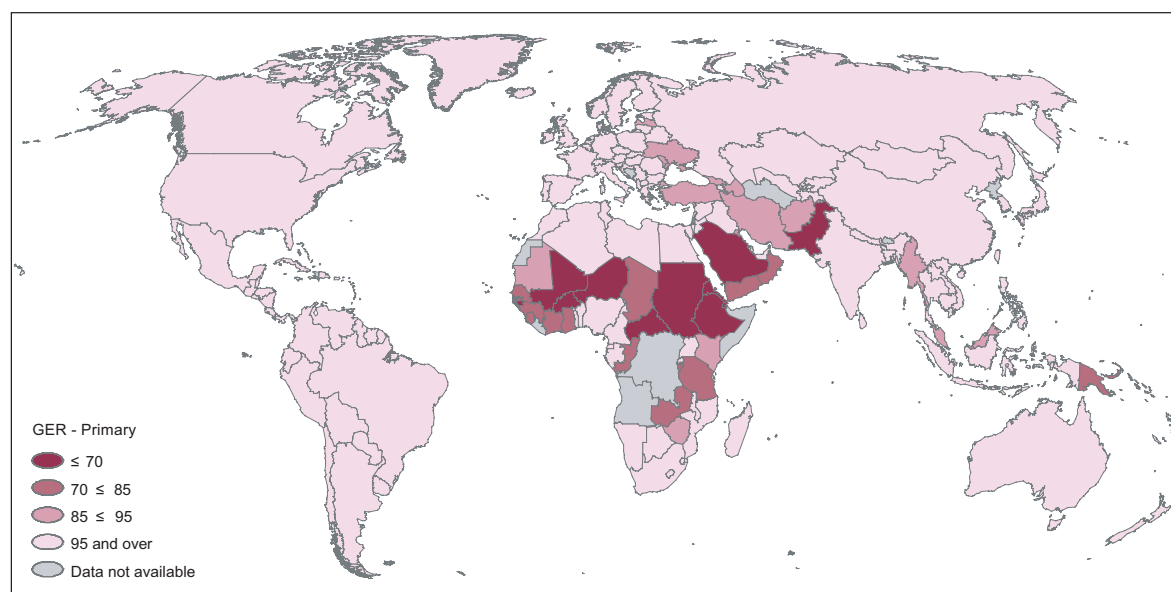 GER - Primary
≤ 70
70 ≤ 85
85 ≤ 95
95 and over
Data not available